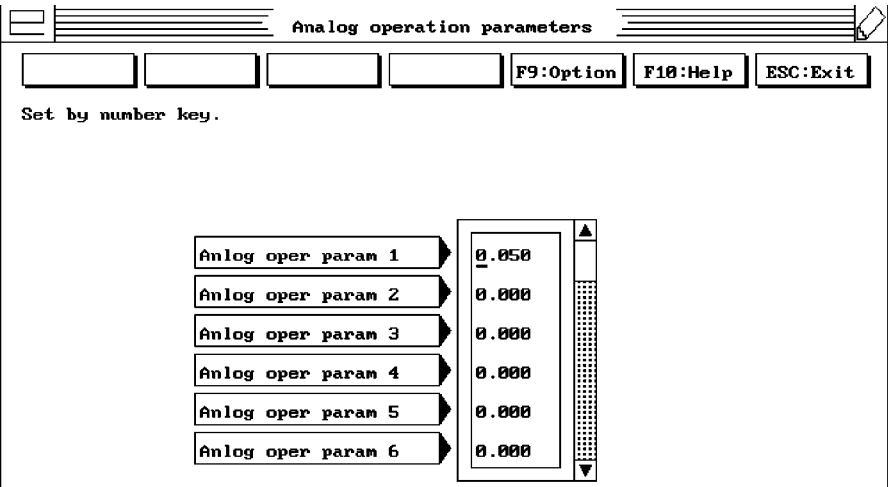 Analog operation parameters
F9:Option F10:Help ESC:Exit
Set by number key.
Anlog oper param 1 0.050
Anlog oper param 2 0.000
Anlog oper param 3 0.000
Anlog oper param 4 0.000
Anlog oper param 5 0.000
Anlog oper param 6 0.000